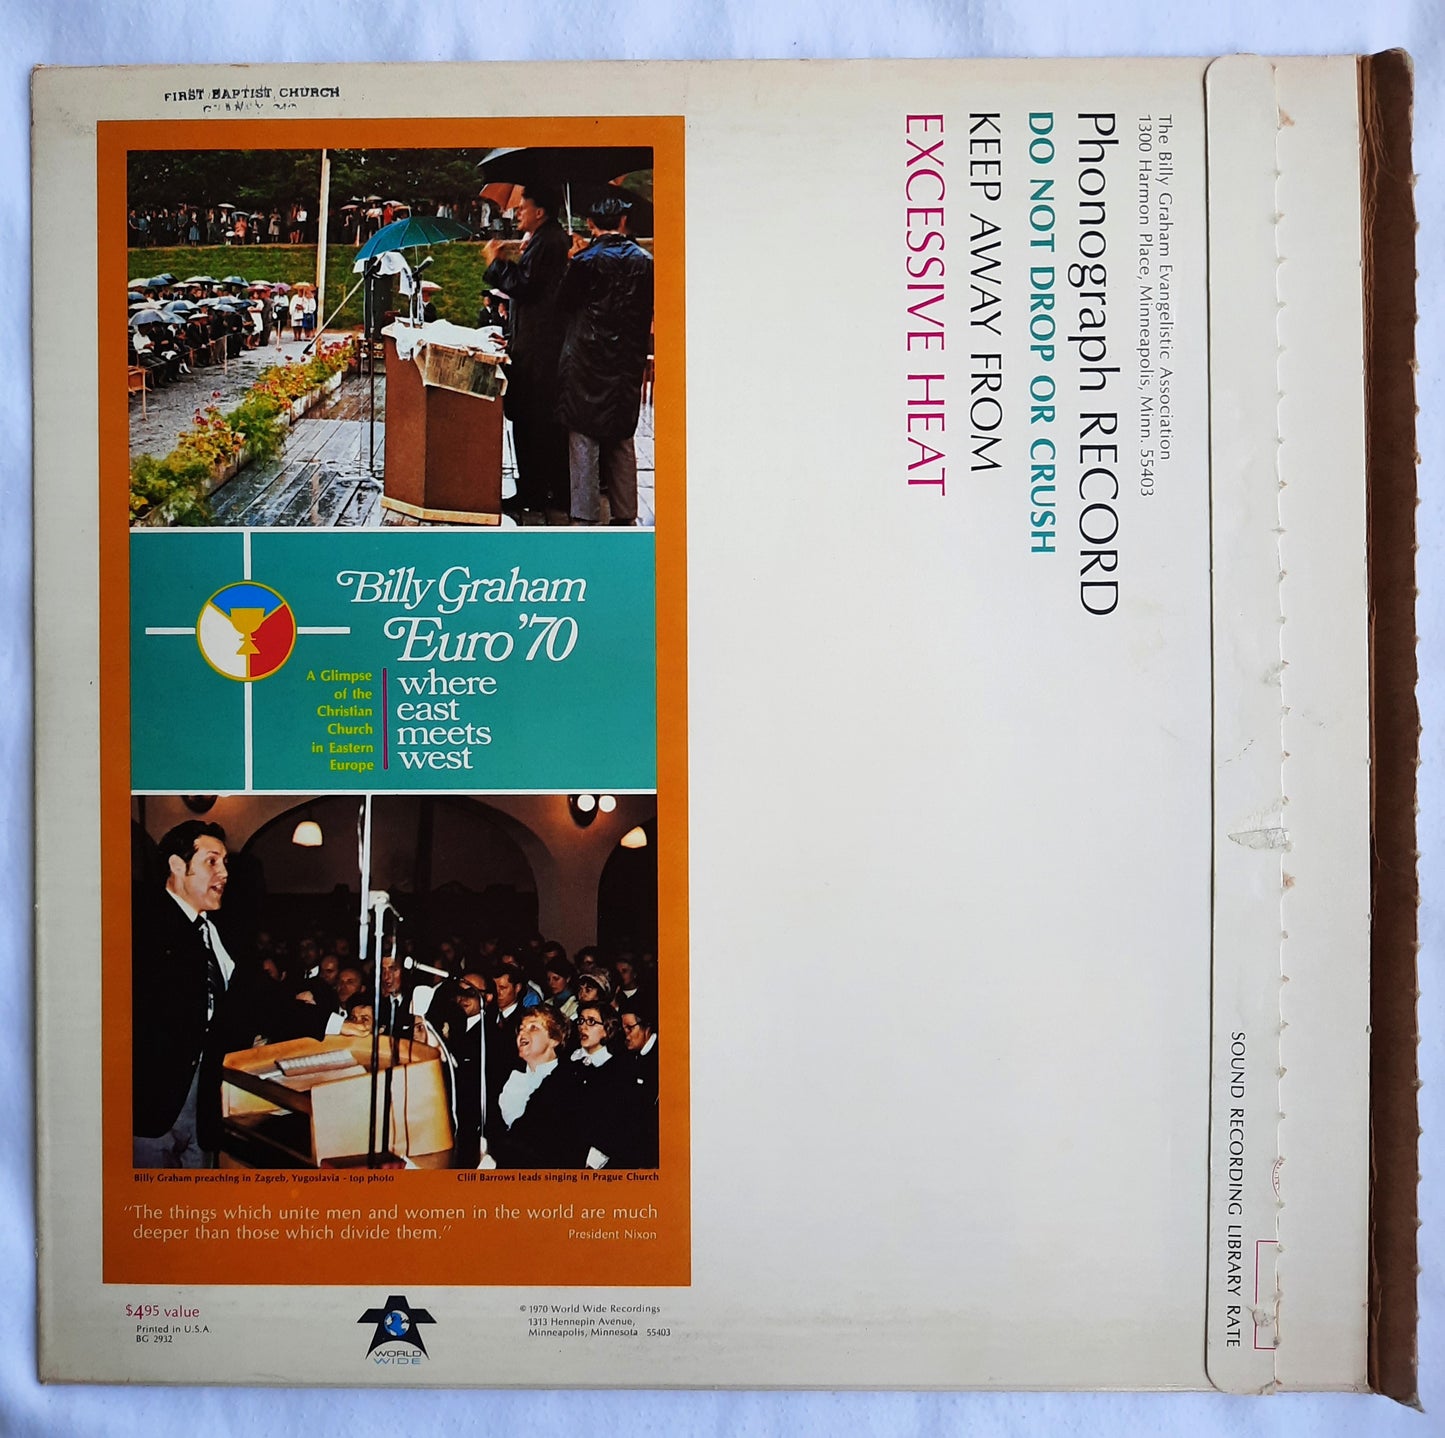 FIRST BAPTIST CHURCH
Billy Graham
Euro '70
where
east
meets
west
A Glimpse
of the
Christian
Church
in Eastern
Europe
Billy Graham preaching in Zagreb, Yugoslavia - top photo
Cliff Barrows leads singing in Prague Church
"The things which unite men and women in the world are much
deeper than those which divide them."
President Nixon
$4.95 value
Printed in U.S.A.
BG 2932
WORLD
WIDE
© 1970 World Wide Recordings
1313 Hennepin Avenue,
Minneapolis, Minnesota 55403
The Billy Graham Evangelistic Association
1300 Harmon Place, Minneapolis, Minn. 55403
Phonograph RECORD
DO NOT DROP OR CRUSH
KEEP AWAY FROM
EXCESSIVE HEAT
SOUND RECORDING LIBRARY RATE